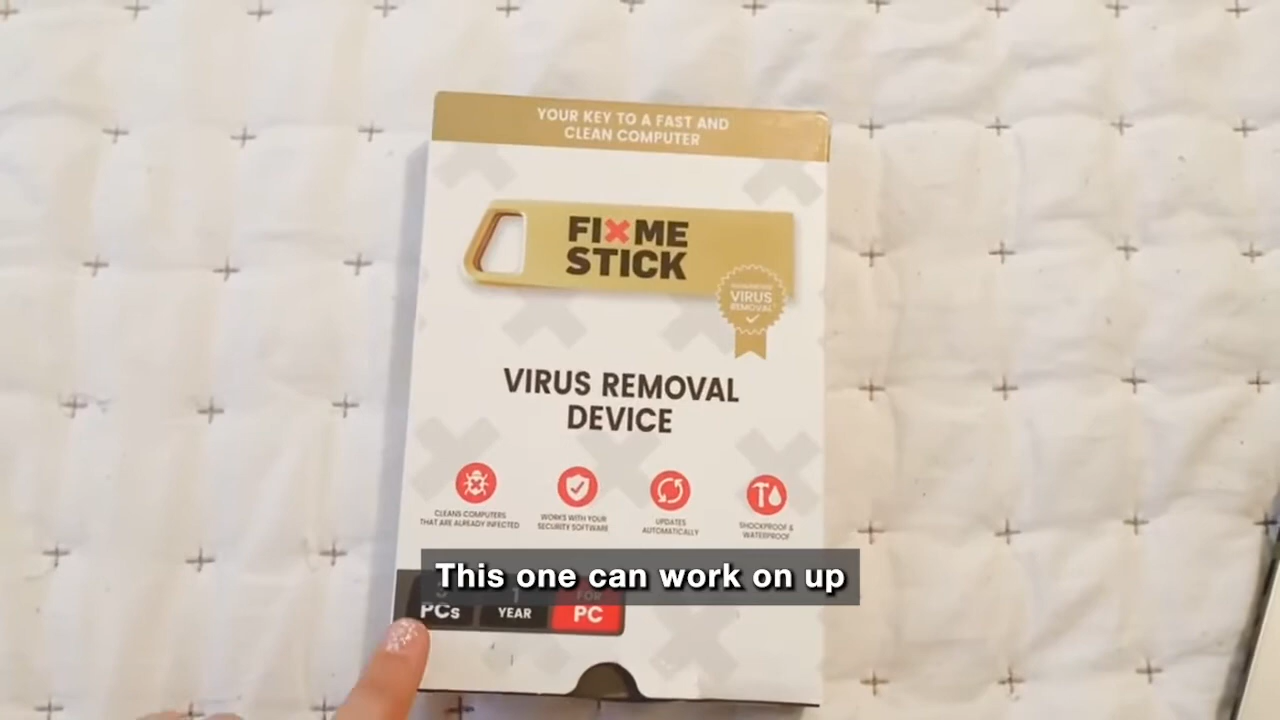 YOUR KEY TO A FAST AND
CLEAN COMPUTER
FIXME
STICK
VIRUS
REMOVAL
VIRUS REMOVAL
DEVICE
CLEANS COMPUTERS
THAT ARE ALREADY INFECTED
WORKS WITH YOUR
SECURITY SOFTWARE
UPDATES
AUTOMATICALLY
SHOCKPROOF &
WATERPROOF
This one can work on up
3 1 FOR
PCs YEAR PC